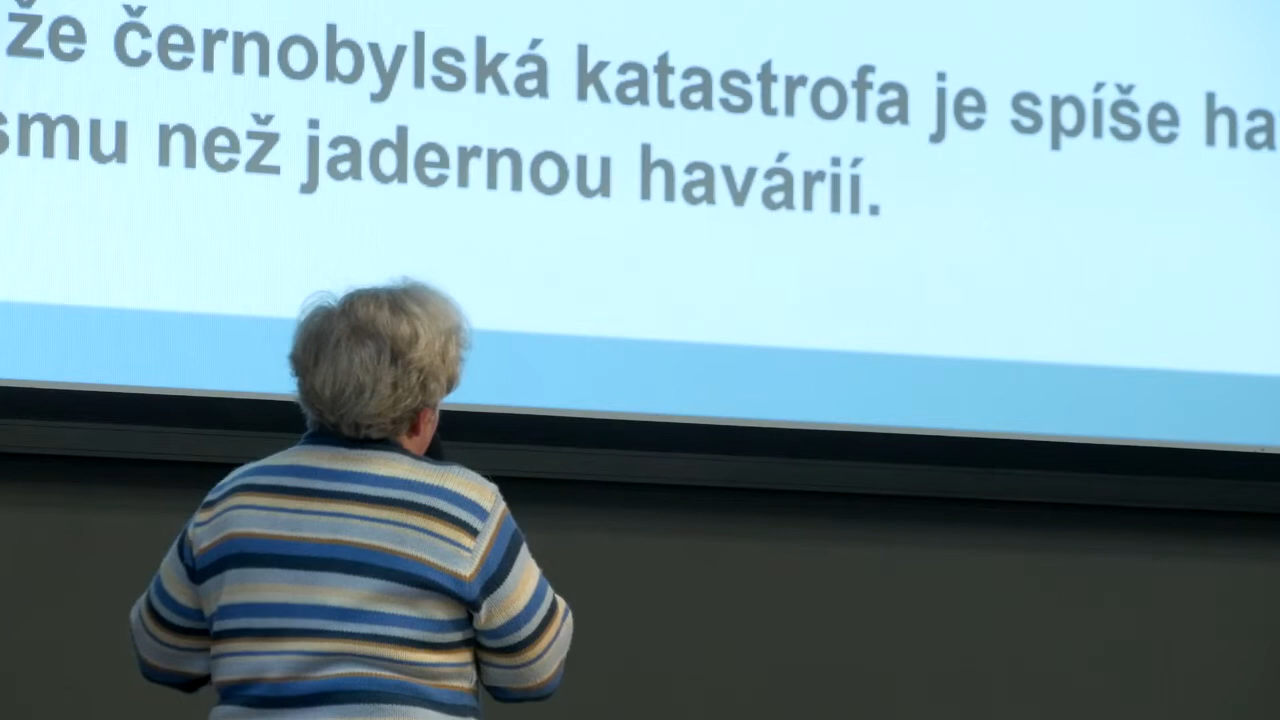 že černobylská katastrofa je spíše ha
smu než jadernou havárií.